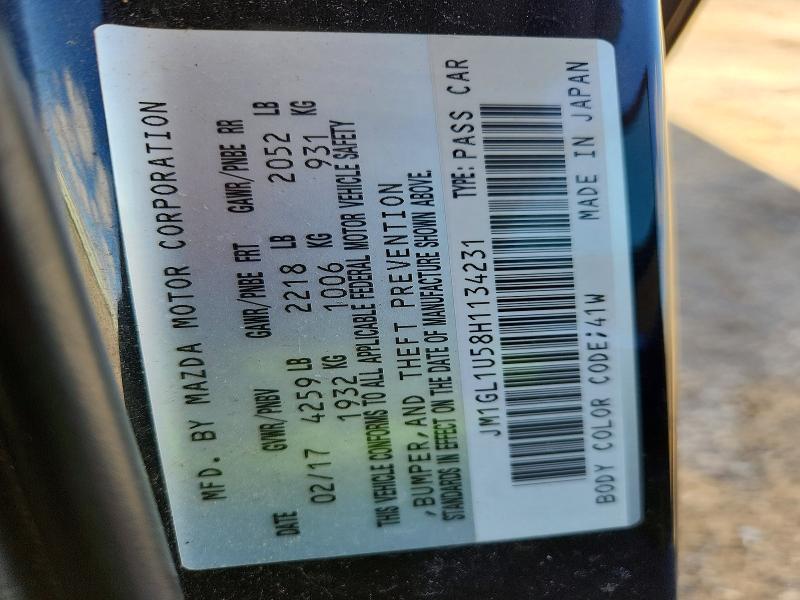 MFD. BY MAZDA MOTOR CORPORATION
DATE GVWR/PNBV GAWR/PNBE FRT GAWR/PNBE RR
02/17 4259 LB 2218 LB 2052 LB
1932 KG 1006 KG 931 KG
THIS VEHICLE CONFORMS TO ALL APPLICABLE FEDERAL MOTOR VEHICLE SAFETY
,BUMPER,AND THEFT PREVENTION
STANDARDS IN EFFECT ON THE DATE OF MANUFACTURE SHOWN ABOVE.
JM1GL1U58H1134231 TYPE: PASS CAR
BODY COLOR CODE;41W MADE IN JAPAN